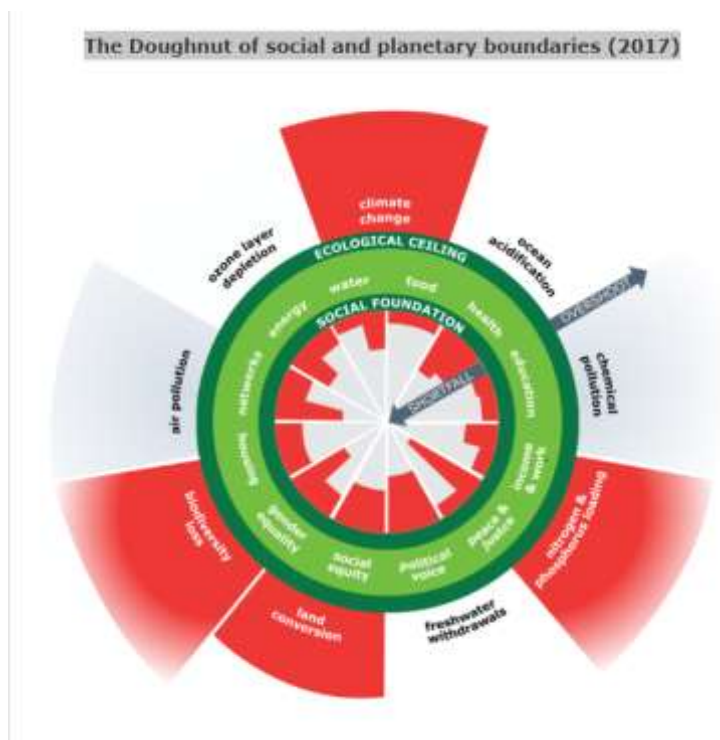 The Doughnut of social and planetary boundaries (2017)
climate
change
ocean
acidification
chemical
pollution
nitrogen &
phosphorus loading
freshwater
withdrawals
land
conversion
biodiversity
loss
air pollution
ozone layer
depletion
ECOLOGICAL CEILING
water
food
health
education
income
& work
peace &
justice
political
voice
social
equity
gender
equality
housing
networks
energy
SOCIAL FOUNDATION
OVERSHOOT
SHORTFALL